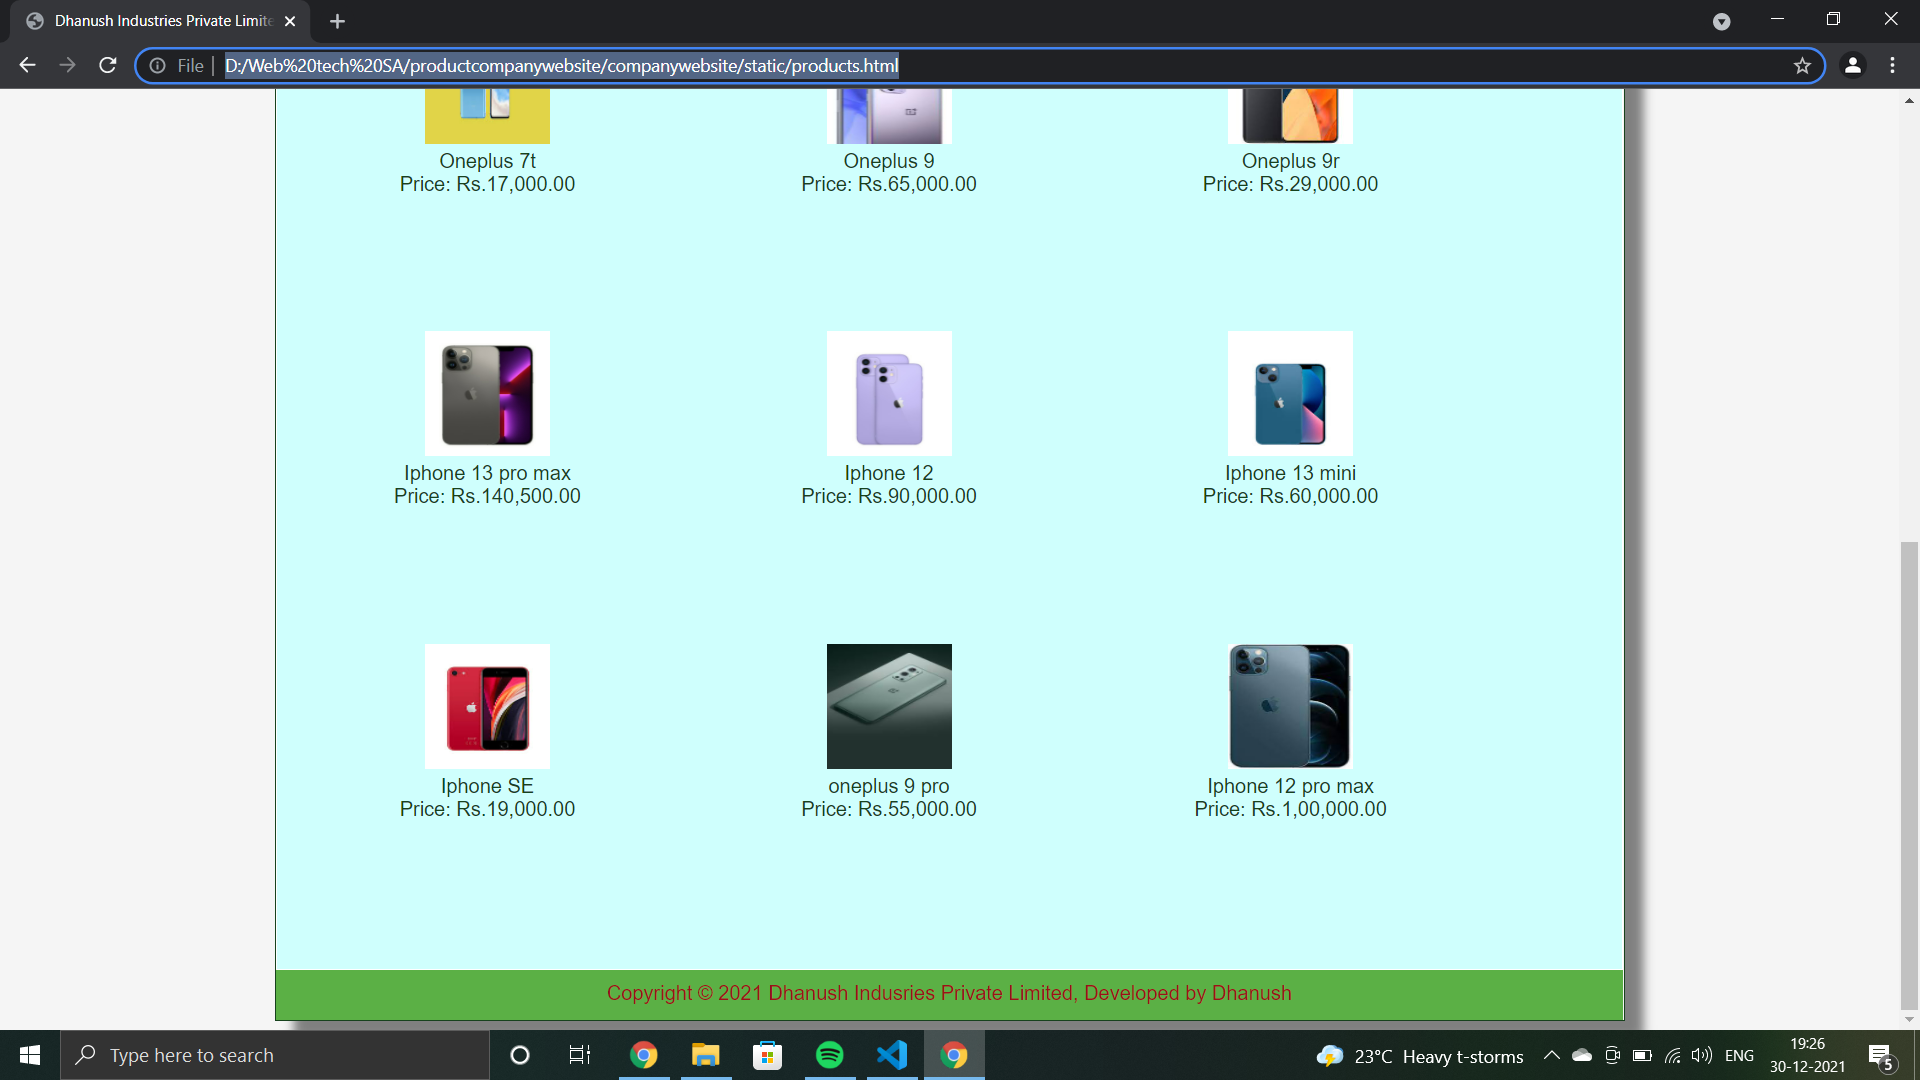 Dhanush Industries Private Limite
File
D:/Web%20tech%20SA/productcompanywebsite/companywebsite/static/products.html
Oneplus 7t
Price: Rs.17,000.00
Oneplus 9
Price: Rs.65,000.00
Oneplus 9r
Price: Rs.29,000.00
Iphone 13 pro max
Price: Rs.140,500.00
Iphone 12
Price: Rs.90,000.00
Iphone 13 mini
Price: Rs.60,000.00
Iphone SE
Price: Rs.19,000.00
oneplus 9 pro
Price: Rs.55,000.00
Iphone 12 pro max
Price: Rs.1,00,000.00
Copyright © 2021 Dhanush Indusries Private Limited, Developed by Dhanush
Type here to search
23°C Heavy t-storms
ENG
19:26
30-12-2021
5